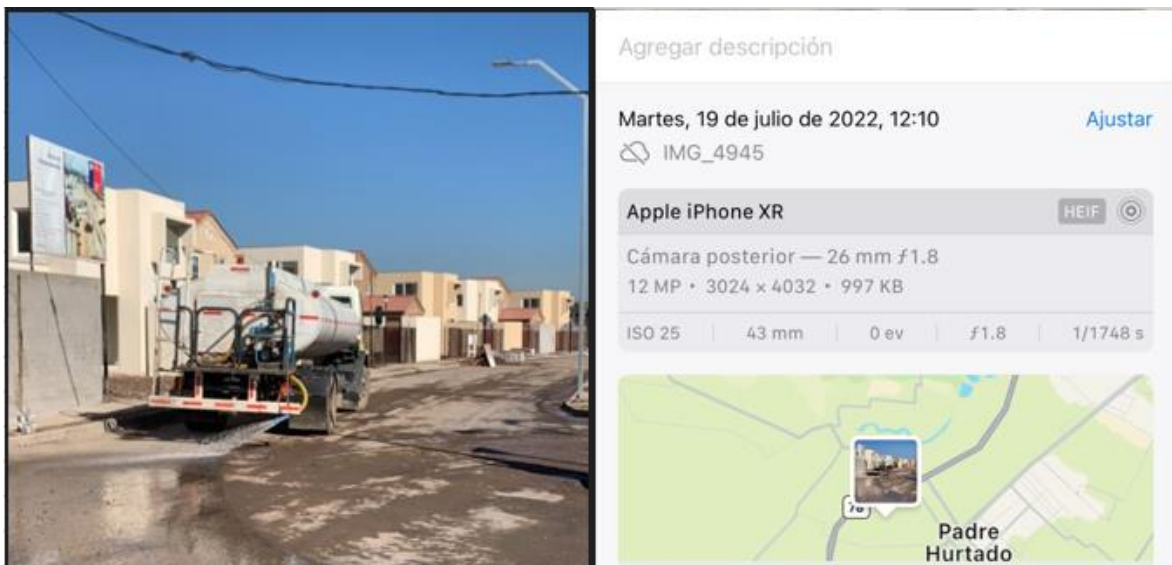 Agregar descripción
Martes, 19 de julio de 2022, 12:10
Ajustar
IMG_4945
Apple iPhone XR
HEIF
Cámara posterior — 26 mm ƒ1.8
12 MP • 3024 × 4032 • 997 KB
ISO 25
43 mm
0 ev
ƒ1.8
1/1748 s
78
Padre
Hurtado